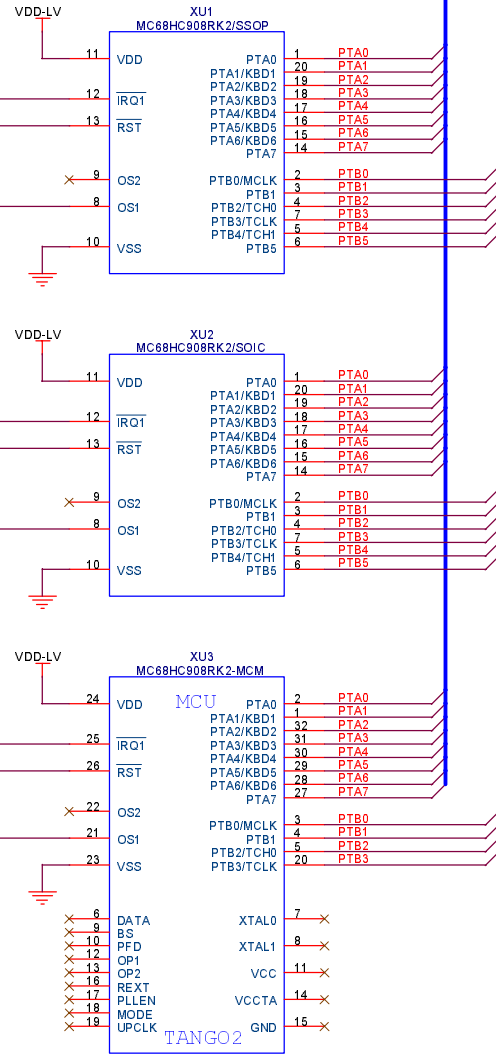 VDD-LV
XU1
MC68HC908RK2/SSOP
11 VDD PTA0 1 PTA0
PTA1/KBD1 20 PTA1
PTA2/KBD2 19 PTA2
12 IRQ1 PTA3/KBD3 18 PTA3
PTA4/KBD4 17 PTA4
13 RST PTA5/KBD5 16 PTA5
PTA6/KBD6 15 PTA6
PTA7 14 PTA7
9 OS2 PTB0/MCLK 2 PTB0
PTB1 3 PTB1
8 OS1 PTB2/TCH0 4 PTB2
PTB3/TCLK 7 PTB3
PTB4/TCH1 5 PTB4
10 VSS PTB5 6 PTB5
VDD-LV
XU2
MC68HC908RK2/SOIC
11 VDD PTA0 1 PTA0
PTA1/KBD1 20 PTA1
PTA2/KBD2 19 PTA2
12 IRQ1 PTA3/KBD3 18 PTA3
PTA4/KBD4 17 PTA4
13 RST PTA5/KBD5 16 PTA5
PTA6/KBD6 15 PTA6
PTA7 14 PTA7
9 OS2 PTB0/MCLK 2 PTB0
PTB1 3 PTB1
8 OS1 PTB2/TCH0 4 PTB2
PTB3/TCLK 7 PTB3
PTB4/TCH1 5 PTB4
10 VSS PTB5 6 PTB5
VDD-LV
XU3
MC68HC908RK2-MCM
MCU
24 VDD PTA0 2 PTA0
PTA1/KBD1 1 PTA1
PTA2/KBD2 32 PTA2
25 IRQ1 PTA3/KBD3 31 PTA3
PTA4/KBD4 30 PTA4
26 RST PTA5/KBD5 29 PTA5
PTA6/KBD6 28 PTA6
PTA7 27 PTA7
22 OS2 PTB0/MCLK 3 PTB0
PTB1 4 PTB1
21 OS1 PTB2/TCH0 5 PTB2
23 VSS PTB3/TCLK 20 PTB3
6 DATA XTAL0 7
9 BS
10 PFD XTAL1 8
12 OP1
13 OP2 VCC 11
16 REXT
17 PLLEN VCCTA 14
18 MODE
19 UPCLK GND 15
TANGO2